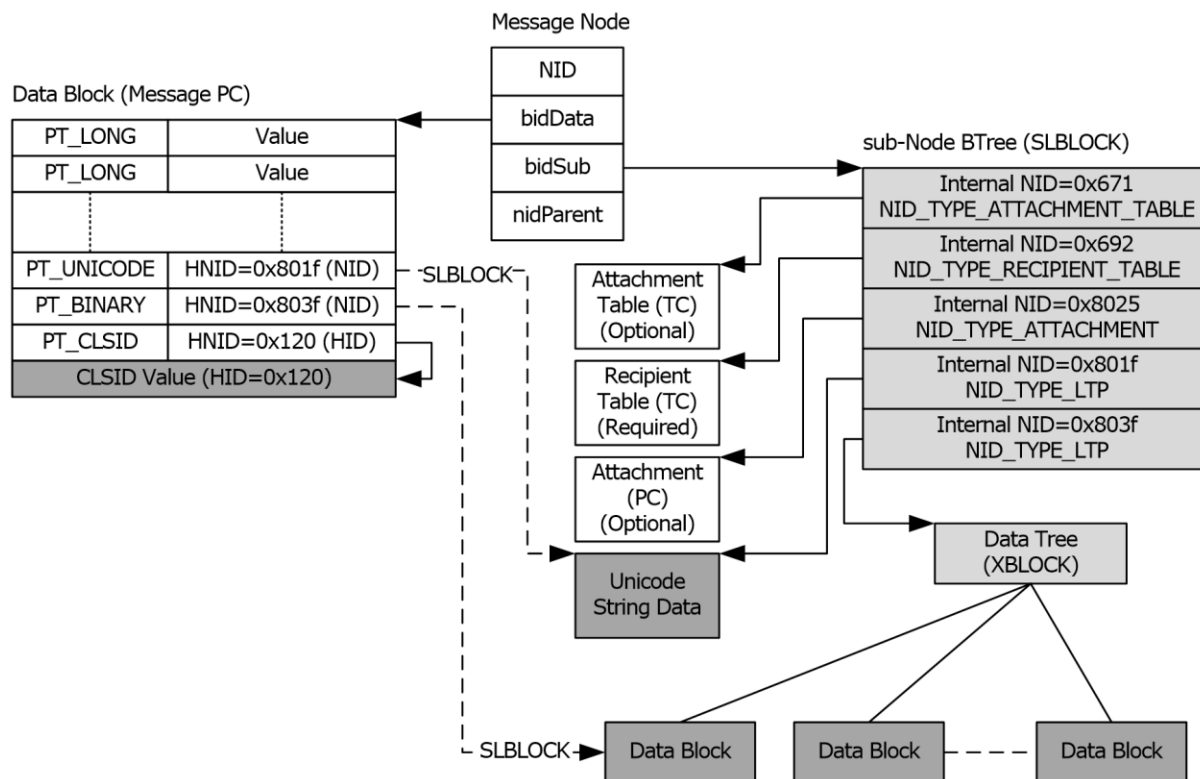 Message Node
NID
bidData
bidSub
nidParent
Data Block (Message PC)
PT_LONG Value
PT_LONG Value
PT_UNICODE HNID=0x801f (NID)
PT_BINARY HNID=0x803f (NID)
PT_CLSID HNID=0x120 (HID)
CLSID Value (HID=0x120)
SLBLOCK
sub-Node BTree (SLBLOCK)
Internal NID=0x671
NID_TYPE_ATTACHMENT_TABLE
Internal NID=0x692
NID_TYPE_RECIPIENT_TABLE
Internal NID=0x8025
NID_TYPE_ATTACHMENT
Internal NID=0x801f
NID_TYPE_LTP
Internal NID=0x803f
NID_TYPE_LTP
Attachment
Table (TC)
(Optional)
Recipient
Table (TC)
(Required)
Attachment
(PC)
(Optional)
Unicode
String Data
Data Tree
(XBLOCK)
SLBLOCK
Data Block
Data Block
Data Block